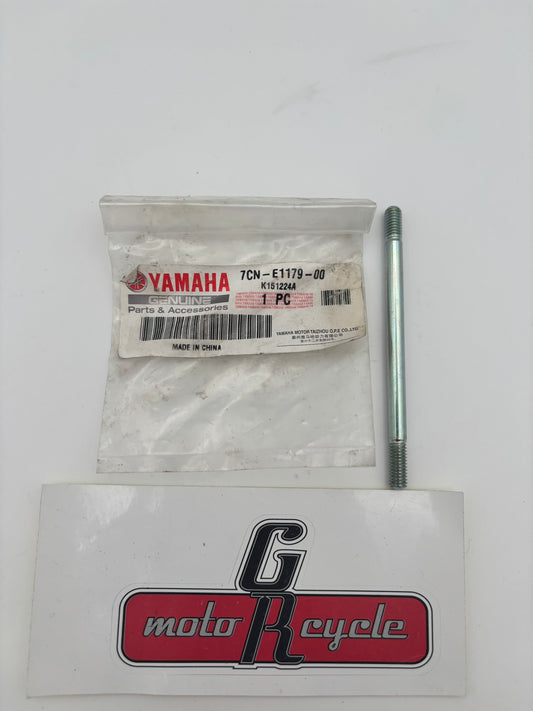 YAMAHA
GENUINE
Parts & Accessories
7CN-E1179-00
K151224A
1 PC
MADE IN CHINA
YAMAHA MOTOR TAIZHOU O.P.E CO.,LTD.
GR
moto cycle